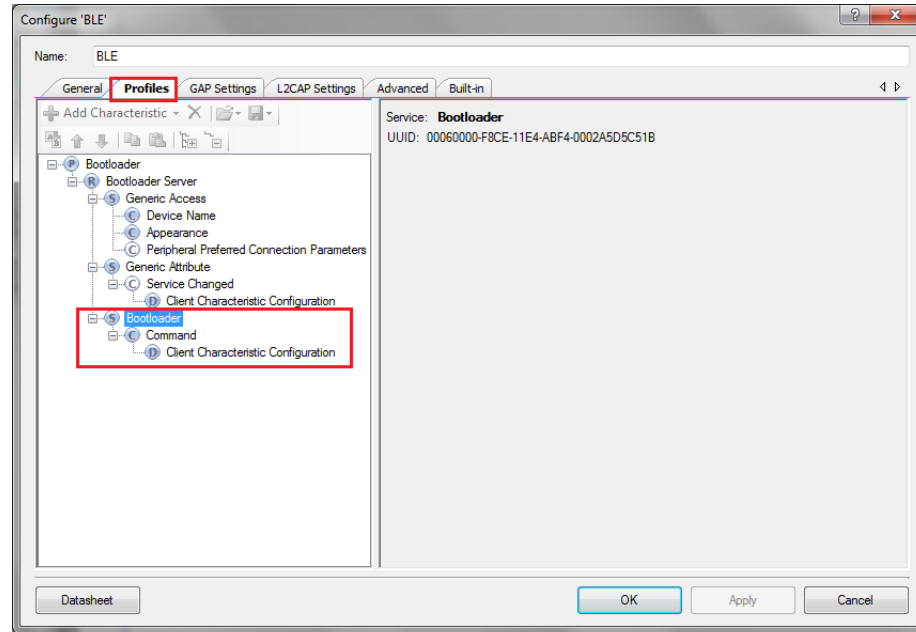 Configure 'BLE'
Name: BLE
General Profiles GAP Settings L2CAP Settings Advanced Built-in
Add Characteristic
Service: Bootloader
UUID: 00060000-F8CE-11E4-ABF4-0002A5D5C51B
P Bootloader
R Bootloader Server
S Generic Access
C Device Name
C Appearance
C Peripheral Preferred Connection Parameters
S Generic Attribute
C Service Changed
D Client Characteristic Configuration
S Bootloader
C Command
D Client Characteristic Configuration
Datasheet OK Apply Cancel